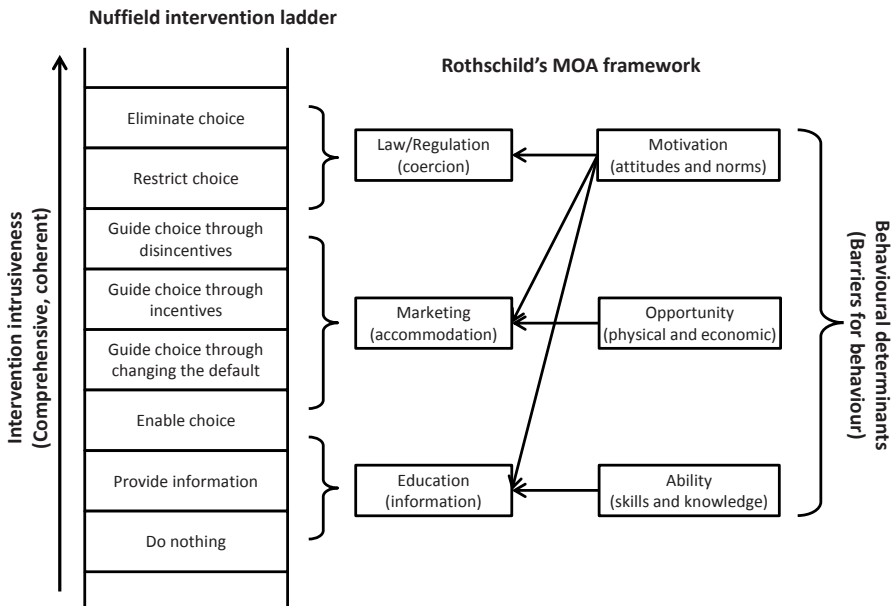 Nuffield intervention ladder
Rothschild's MOA framework
Intervention intrusiveness
(Comprehensive, coherent)
Eliminate choice
Restrict choice
Guide choice through
disincentives
Guide choice through
incentives
Guide choice through
changing the default
Enable choice
Provide information
Do nothing
Law/Regulation
(coercion)
Marketing
(accommodation)
Education
(information)
Motivation
(attitudes and norms)
Opportunity
(physical and economic)
Ability
(skills and knowledge)
Behavioural determinants
(Barriers for behaviour)